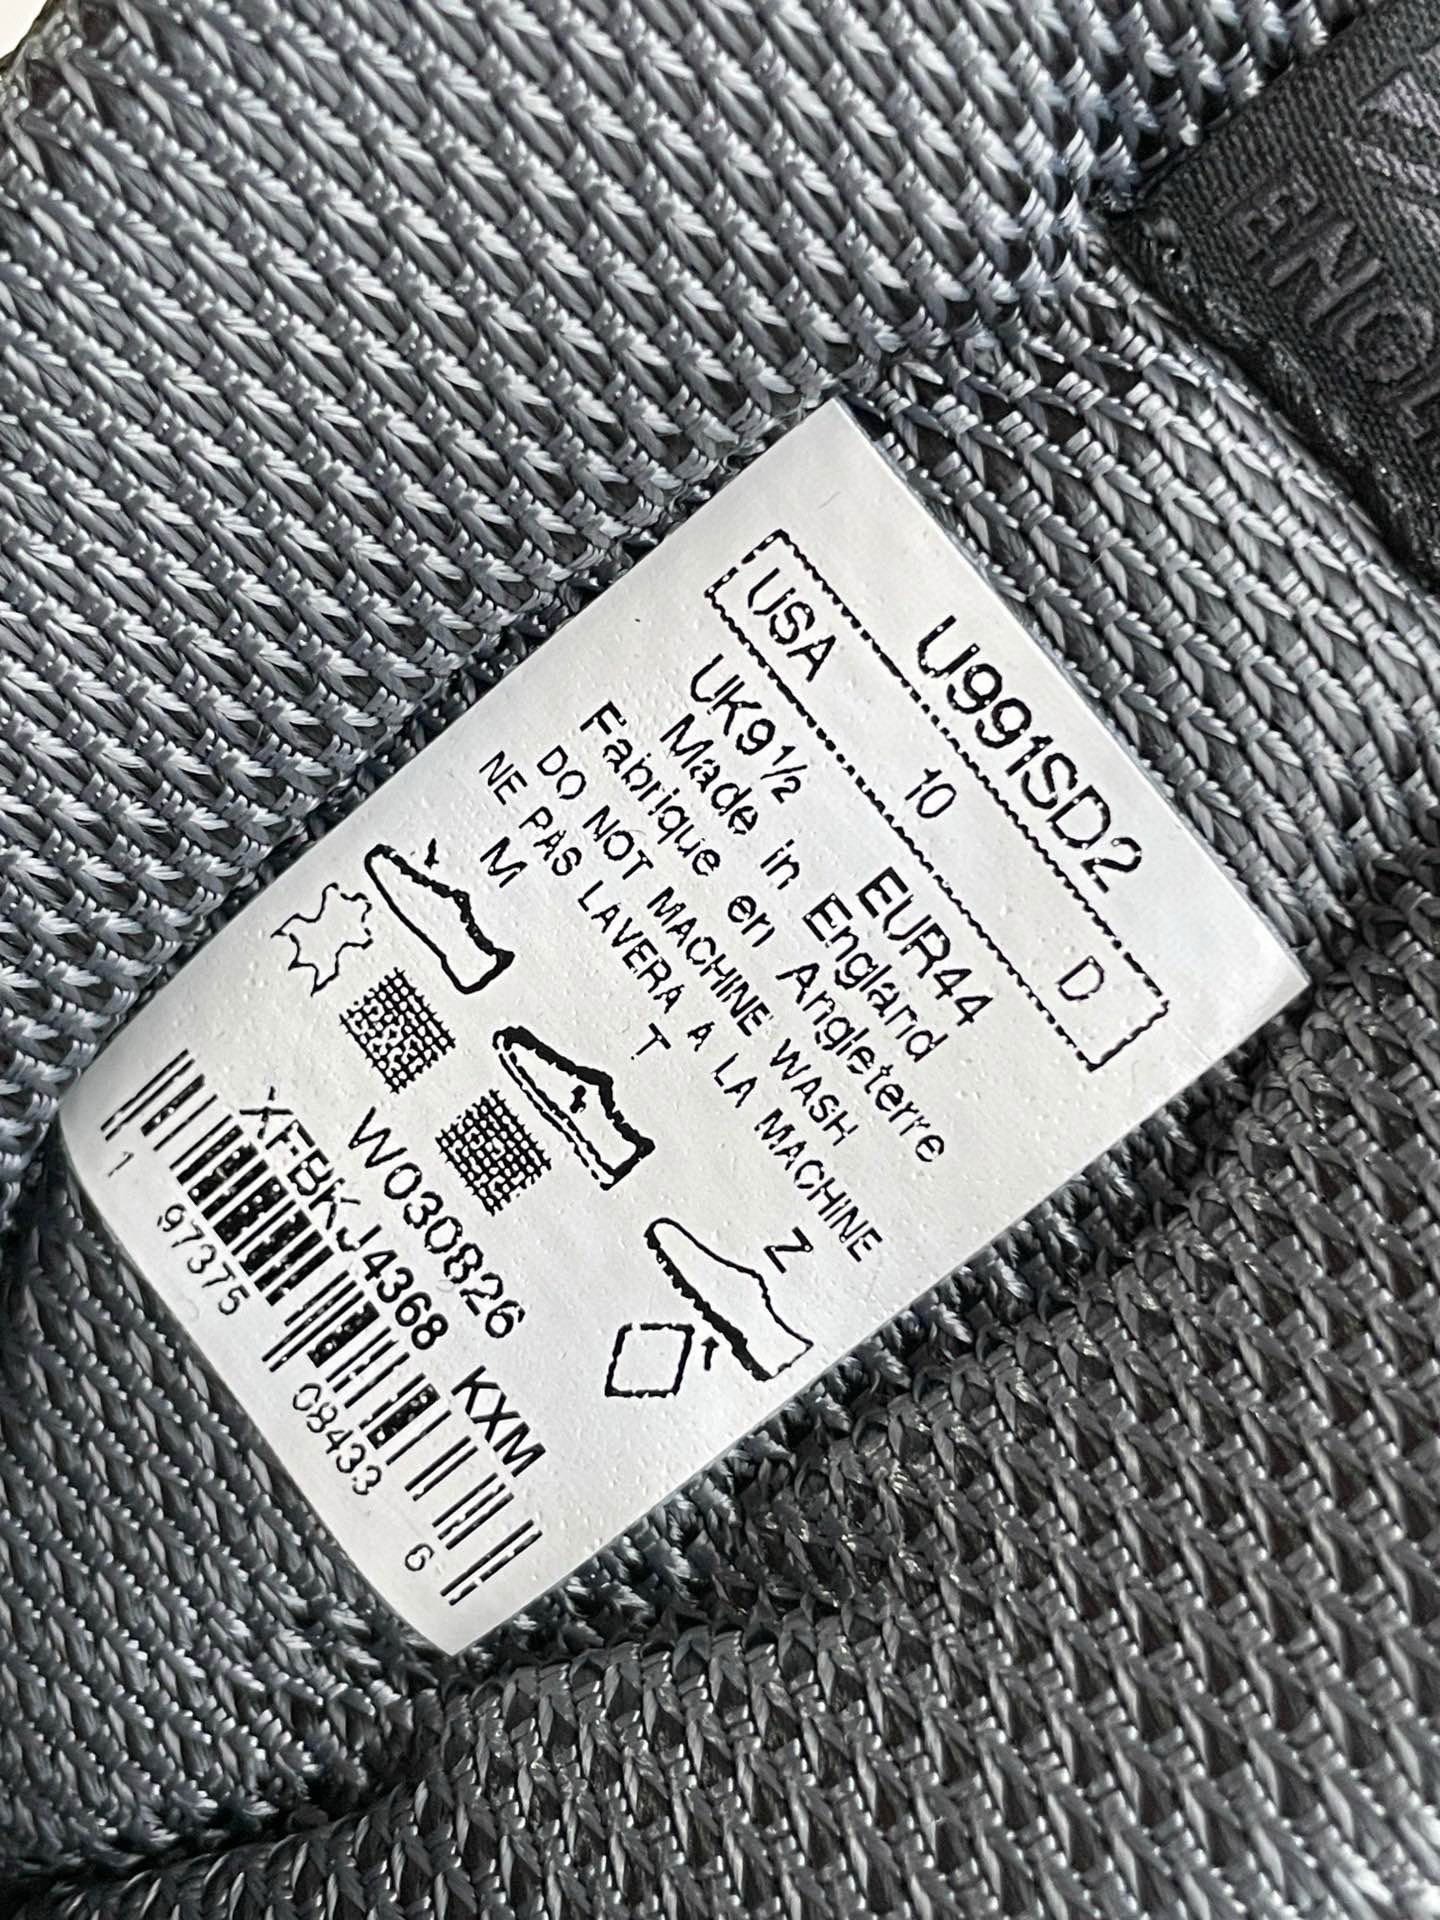 U991SD2
USA 10 D
UK9½ EUR44
Made in England
Fabrique en Angleterre
DO NOT MACHINE WASH
NE PAS LAVERA A LA MACHINE
M T Z
W030826
XFBKJ4368 KXM
1 97375 08433 6